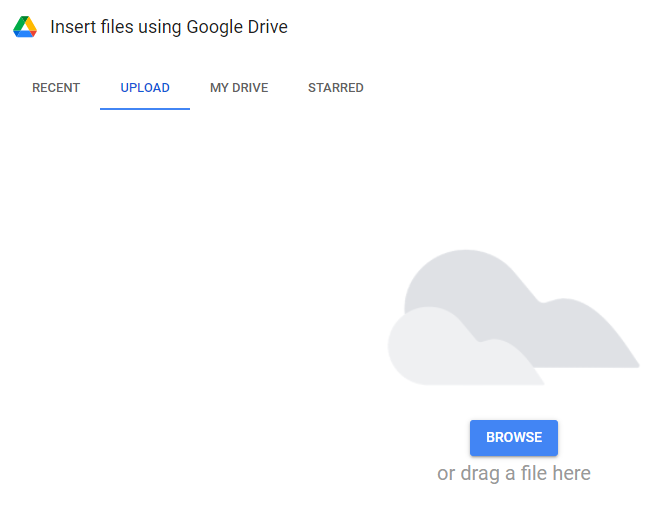 Insert files using Google Drive
RECENT UPLOAD MY DRIVE STARRED
BROWSE
or drag a file here